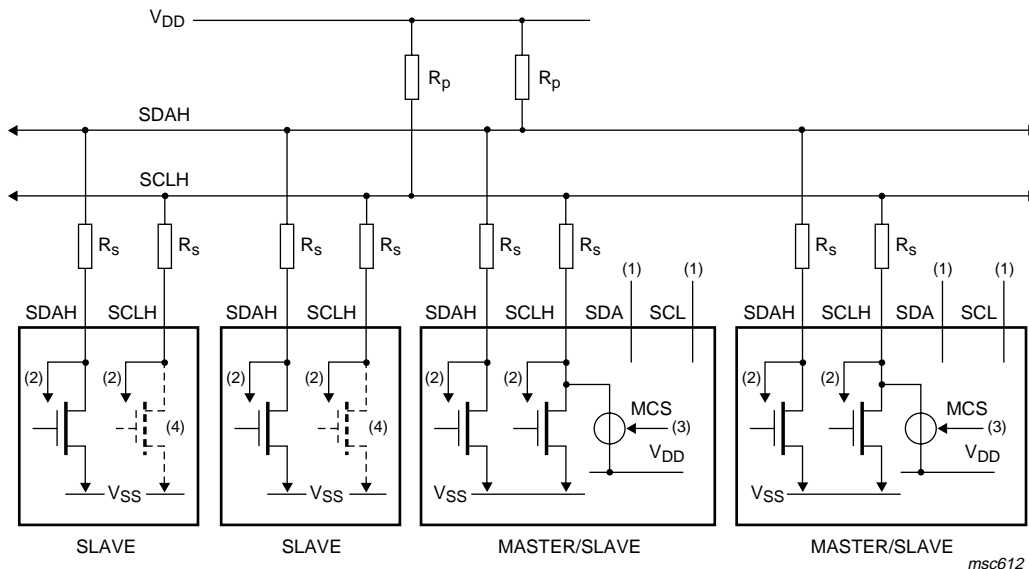 V_DD
R_p R_p
SDAH
SCLH
R_s R_s R_s R_s R_s R_s R_s R_s
(1) (1) (1) (1)
SDAH SCLH SDAH SCLH SDAH SCLH SDA SCL SDAH SCLH SDA SCL
(2) (2) (2) (2) (2) (2) (2) (2)
(4) (4) MCS (3) MCS (3)
V_DD V_DD
V_SS V_SS V_SS V_SS
SLAVE SLAVE MASTER/SLAVE MASTER/SLAVE
msc612